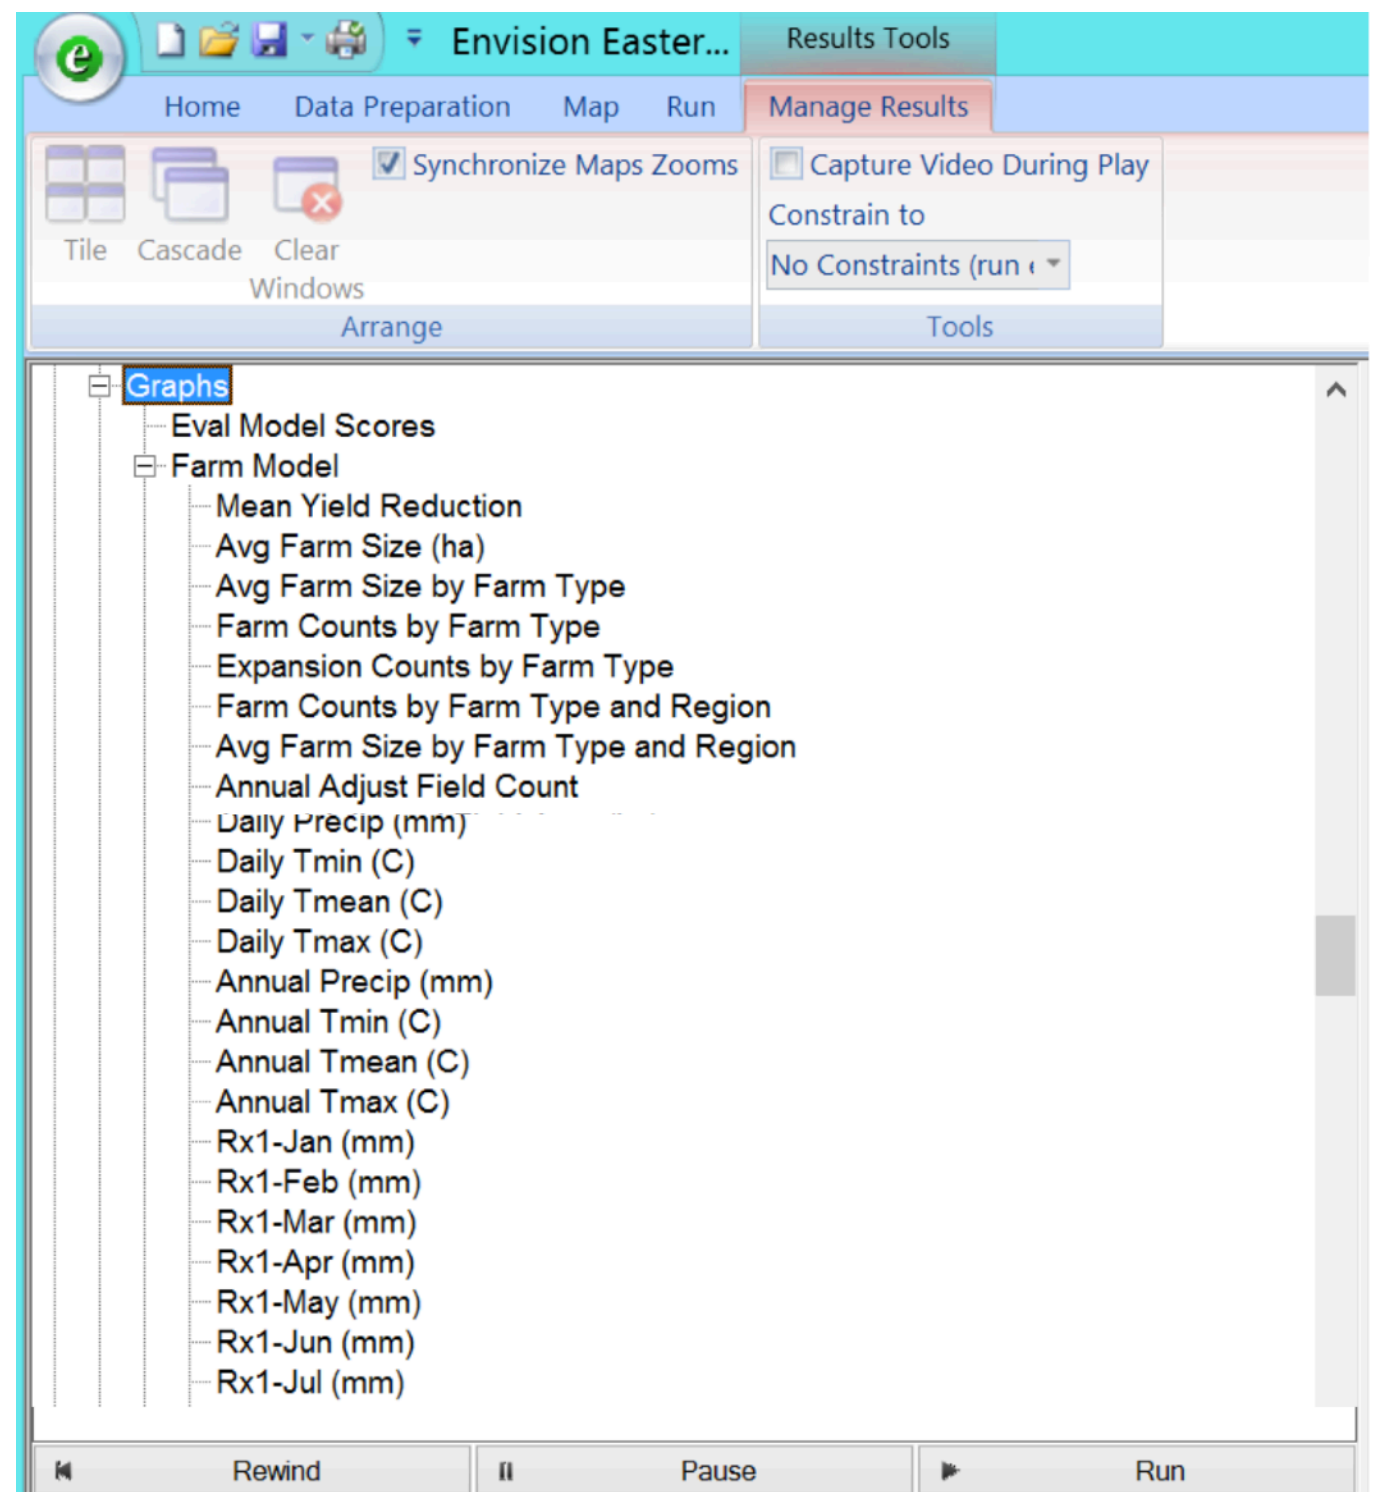 e Envision Easter... Results Tools
Home Data Preparation Map Run Manage Results
Synchronize Maps Zooms Capture Video During Play
Constrain to
Tile Cascade Clear Windows No Constraints (run e
Arrange Tools
Graphs
Eval Model Scores
Farm Model
Mean Yield Reduction
Avg Farm Size (ha)
Avg Farm Size by Farm Type
Farm Counts by Farm Type
Expansion Counts by Farm Type
Farm Counts by Farm Type and Region
Avg Farm Size by Farm Type and Region
Annual Adjust Field Count
Daily Precip (mm)
Daily Tmin (C)
Daily Tmean (C)
Daily Tmax (C)
Annual Precip (mm)
Annual Tmin (C)
Annual Tmean (C)
Annual Tmax (C)
Rx1-Jan (mm)
Rx1-Feb (mm)
Rx1-Mar (mm)
Rx1-Apr (mm)
Rx1-May (mm)
Rx1-Jun (mm)
Rx1-Jul (mm)
Rewind Pause Run